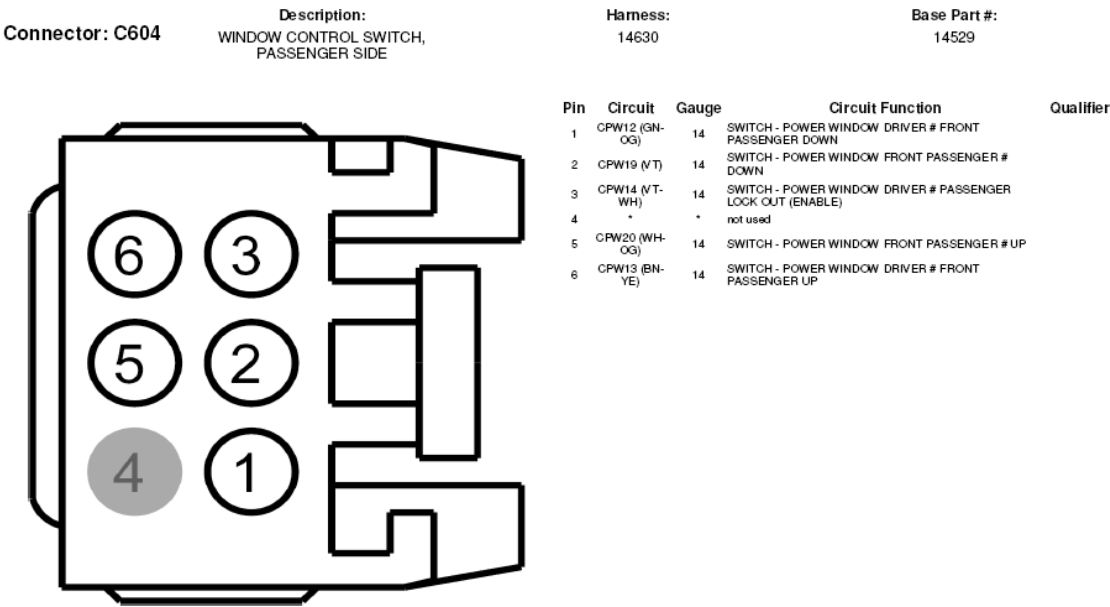 Connector: C604
Description:
WINDOW CONTROL SWITCH,
PASSENGER SIDE
Harness:
14630
Base Part #:
14529
Pin Circuit Gauge Circuit Function Qualifier
1 CPW12 (GN-OG) 14 SWITCH - POWER WINDOW DRIVER # FRONT
PASSENGER DOWN
2 CPW19 (VT) 14 SWITCH - POWER WINDOW FRONT PASSENGER #
DOWN
3 CPW14 (VT-WH) 14 SWITCH - POWER WINDOW DRIVER # PASSENGER
LOCK OUT (ENABLE)
4 * * not used
5 CPW20 (WH-OG) 14 SWITCH - POWER WINDOW FRONT PASSENGER # UP
6 CPW13 (BN-YE) 14 SWITCH - POWER WINDOW DRIVER # FRONT
PASSENGER UP
6 3
5 2
4 1